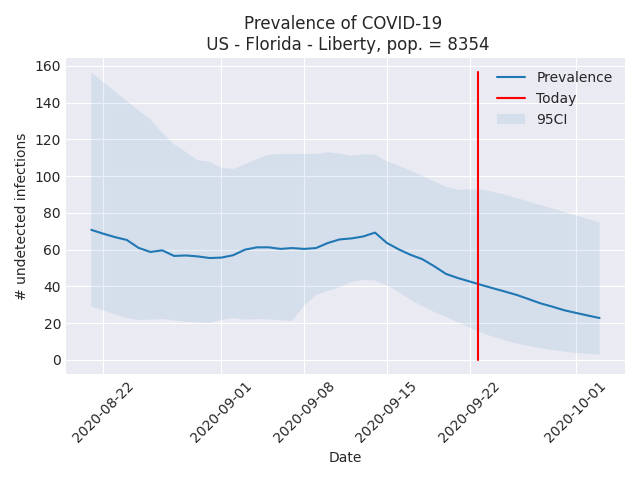 Prevalence of COVID-19
US - Florida - Liberty, pop. = 8354
160
140
120
100
80
60
40
20
0
# undetected infections
Prevalence
Today
95CI
2020-08-22
2020-09-01
2020-09-08
2020-09-15
2020-09-22
2020-10-01
Date